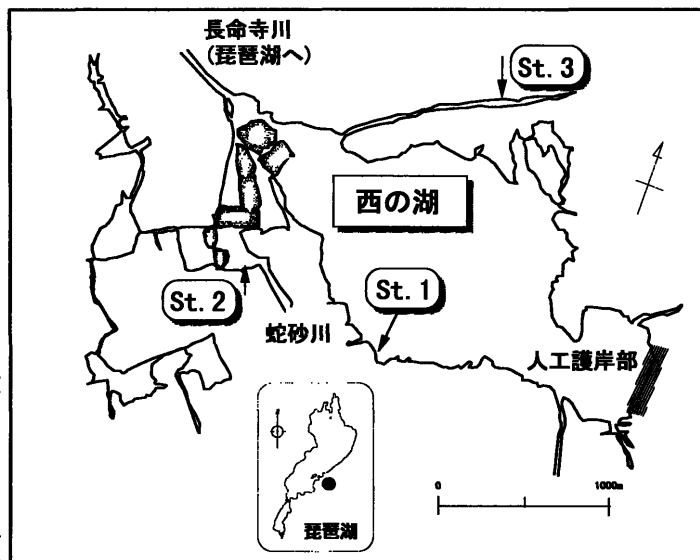 長命寺川
(琵琶湖へ)
St. 3
西の湖
St. 1
St. 2
蛇砂川
人工護岸部
0 1000m
琵琶湖